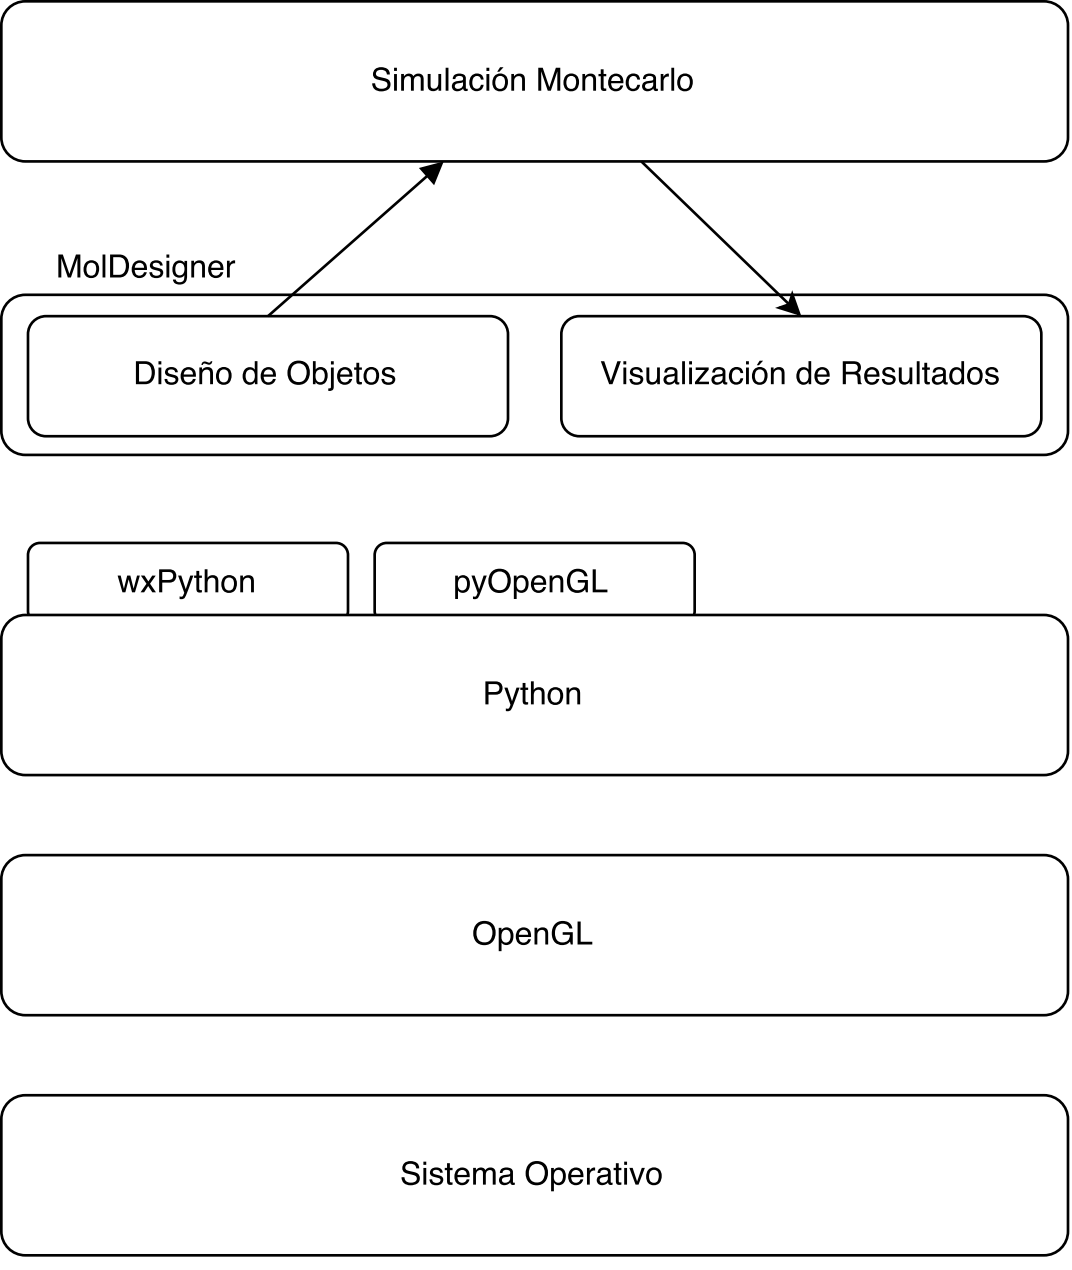 Simulación Montecarlo
MolDesigner
Diseño de Objetos
Visualización de Resultados
wxPython
pyOpenGL
Python
OpenGL
Sistema Operativo